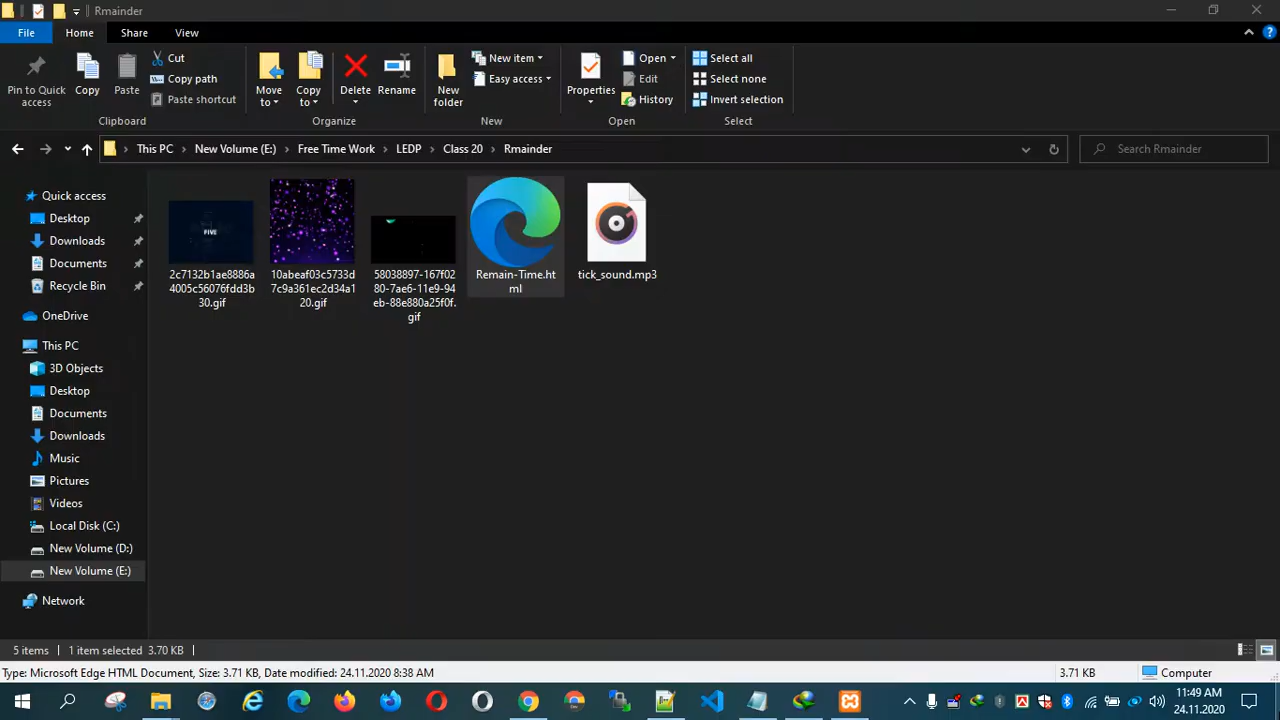 Rmainder
File
Home
Share
View
Pin to Quick
access
Copy
Paste
Cut
Copy path
Paste shortcut
Move
to
Copy
to
Delete
Rename
New
folder
New item
Easy access
Properties
Open
Edit
History
Select all
Select none
Invert selection
Clipboard
Organize
New
Open
Select
This PC › New Volume (E:) › Free Time Work › LEDP › Class 20 › Rmainder
Search Rmainder
Quick access
Desktop
Downloads
Documents
Recycle Bin
OneDrive
This PC
3D Objects
Desktop
Documents
Downloads
Music
Pictures
Videos
Local Disk (C:)
New Volume (D:)
New Volume (E:)
Network
FIVE
2c7132b1ae8886a
4005c56076fdd3b
30.gif
10abeaf03c5733d
7c9a361ec2d34a1
20.gif
58038897-167f02
80-7ae6-11e9-94
eb-88e880a25f0f.
gif
Remain-Time.ht
ml
tick_sound.mp3
5 items
1 item selected 3.70 KB
Type: Microsoft Edge HTML Document, Size: 3.71 KB, Date modified: 24.11.2020 8:38 AM
3.71 KB
Computer
11:49 AM
24.11.2020